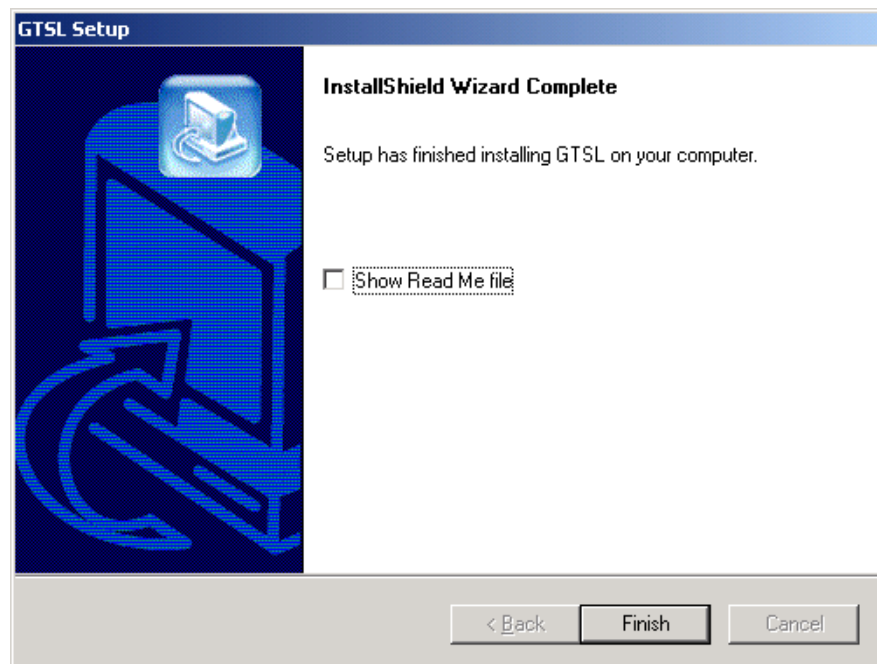 GTSL Setup
InstallShield Wizard Complete
Setup has finished installing GTSL on your computer.
Show Read Me file
< Back
Finish
Cancel